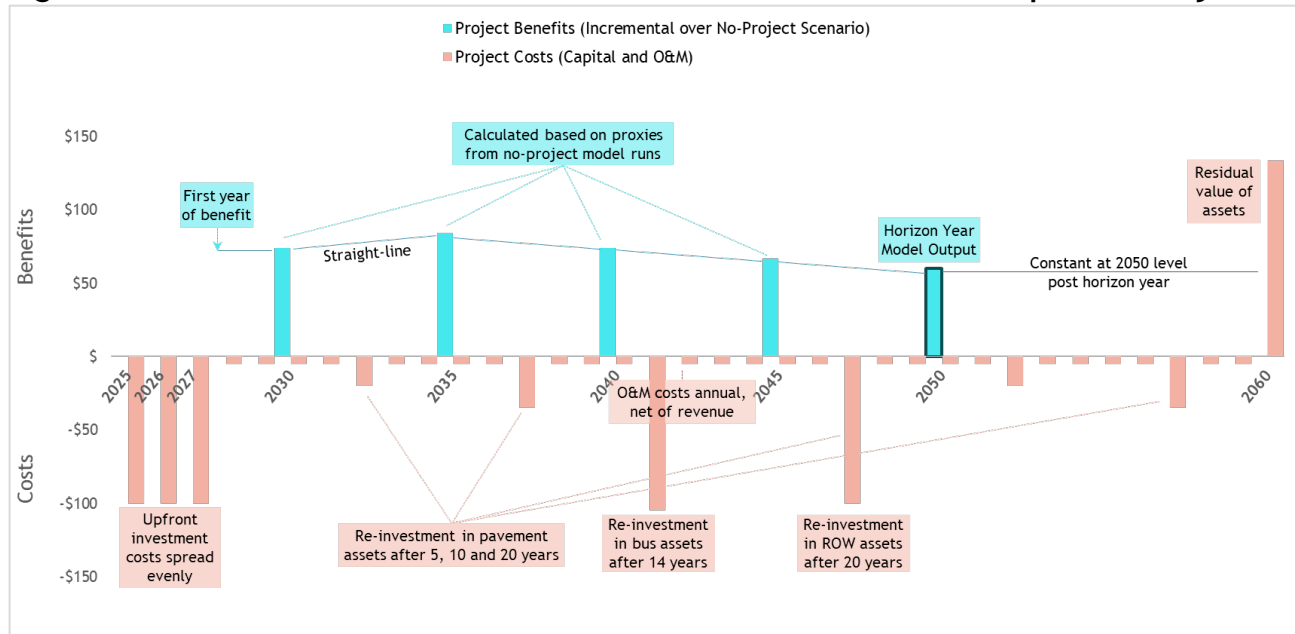 Project Benefits (Incremental over No-Project Scenario)
Project Costs (Capital and O&M)
Benefits
Costs
$150
$100
$50
$
-$50
-$100
-$150
First year
of benefit
Calculated based on proxies
from no-project model runs
Straight-line
Horizon Year
Model Output
Constant at 2050 level
post horizon year
Residual
value of
assets
2025
2026
2027
2030
2035
2040
2045
2050
2060
O&M costs annual,
net of revenue
Upfront
investment
costs spread
evenly
Re-investment in pavement
assets after 5, 10 and 20 years
Re-investment
in bus assets
after 14 years
Re-investment
in ROW assets
after 20 years